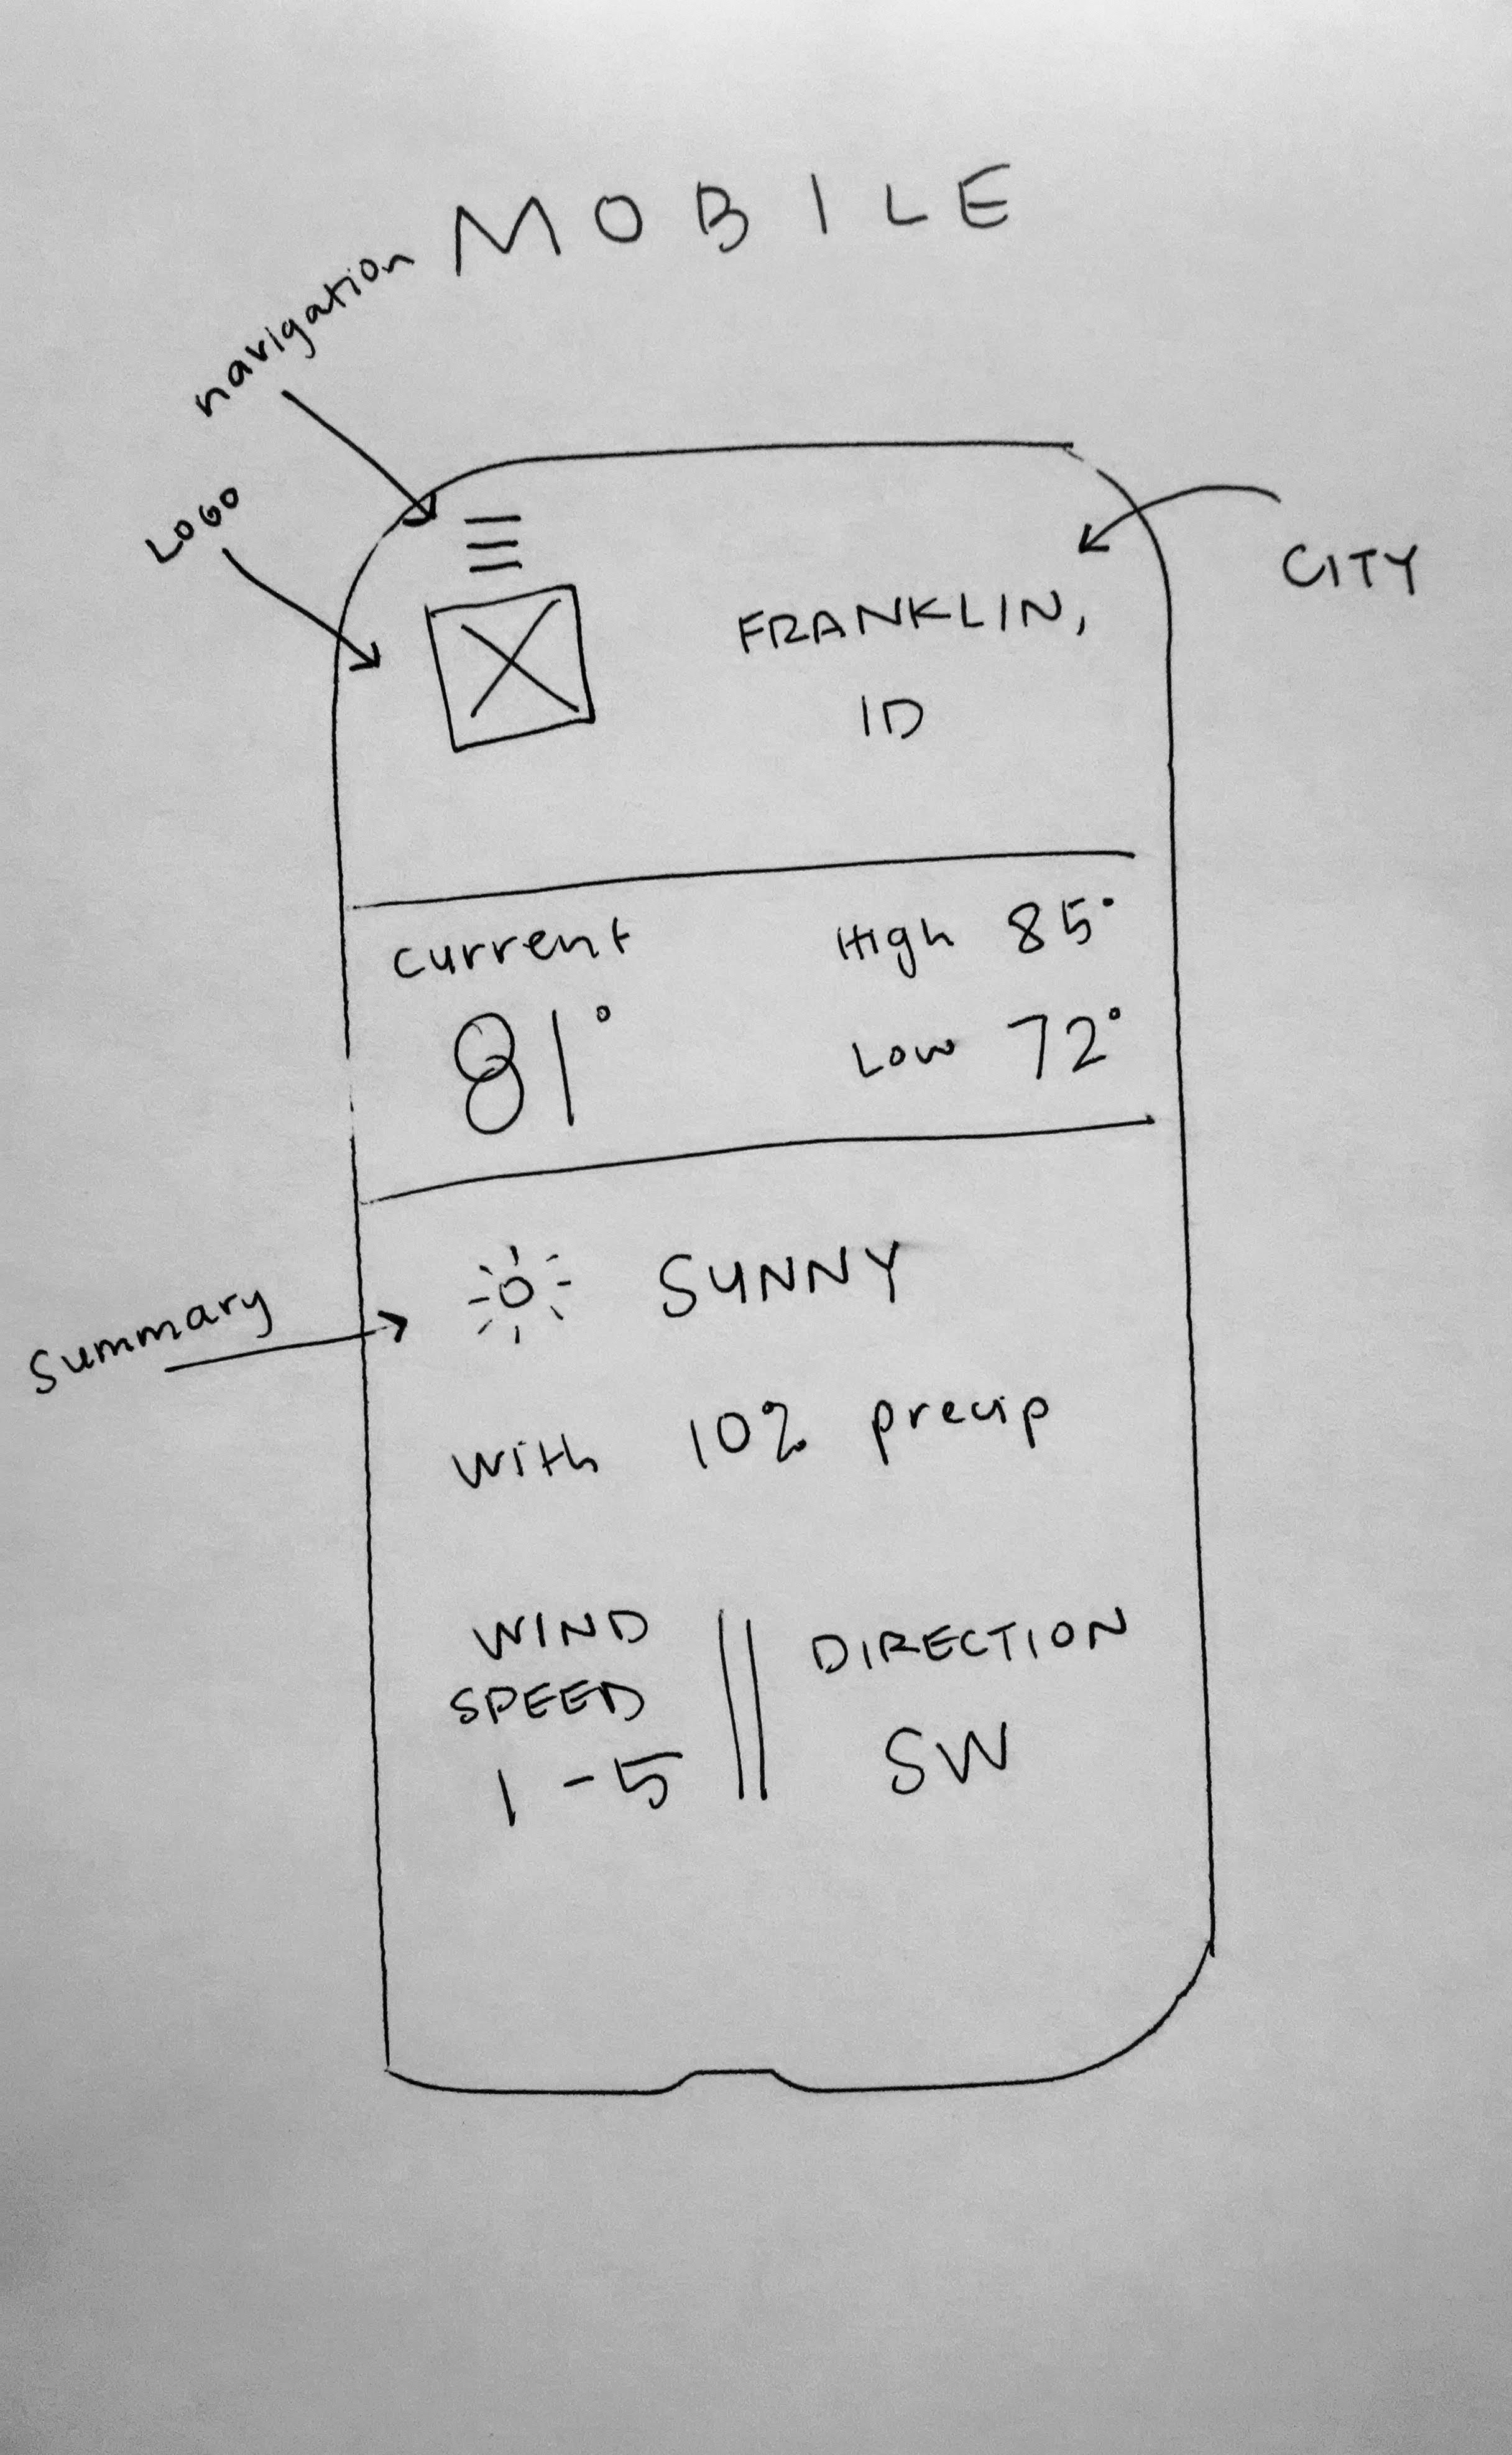 MOBILE
navigation
LOGO
CITY
FRANKLIN,
ID
Current
High 85°
81°
Low 72°
SUNNY
Summary
With 10% precip
WIND
SPEED
1-5
DIRECTION
SW